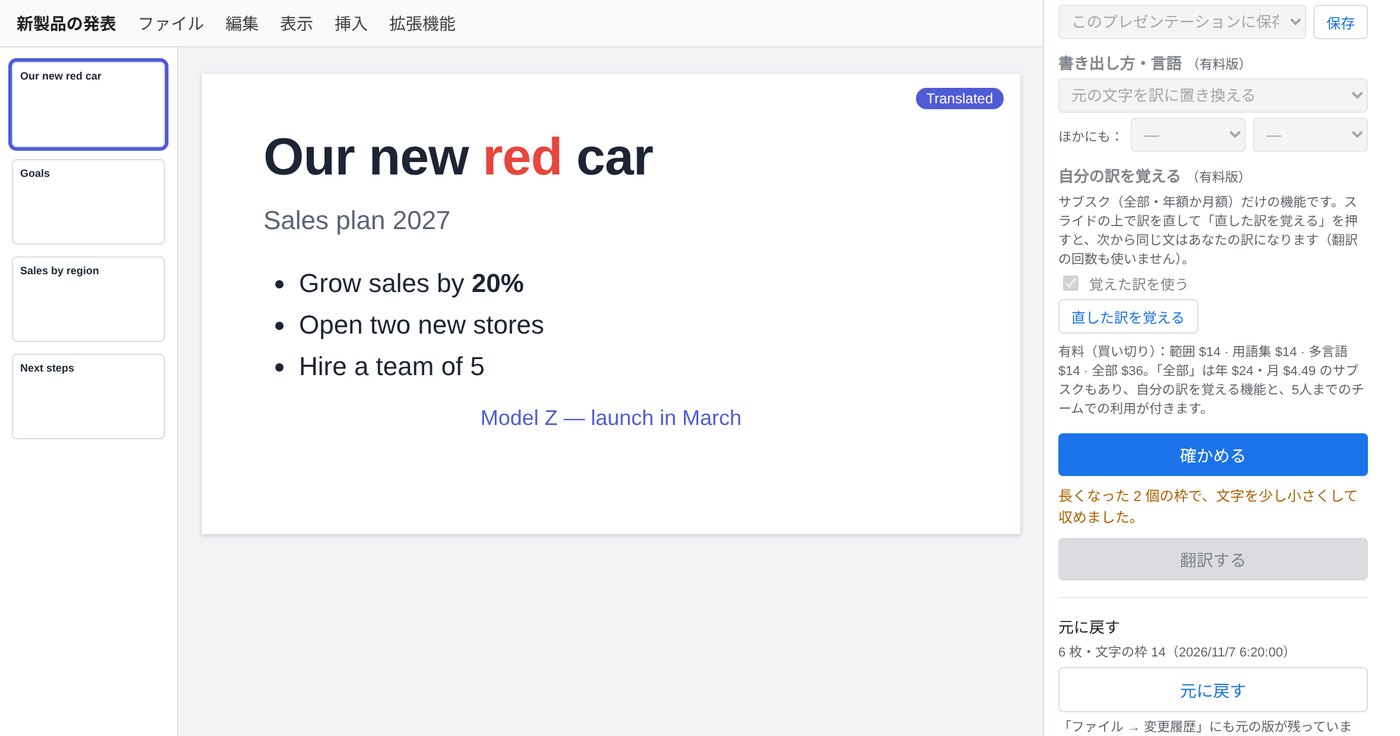 新製品の発表 ファイル 編集 表示 挿入 拡張機能
Our new red car
Goals
Sales by region
Next steps
Translated
Our new red car
Sales plan 2027
• Grow sales by 20%
• Open two new stores
• Hire a team of 5
Model Z — launch in March
このプレゼンテーションに保存
保存
書き出し方・言語 （有料版）
元の文字を訳に置き換える
ほかにも： — —
自分の訳を覚える （有料版）
サブスク（全部・年額か月額）だけの機能です。ス
ライドの上で訳を直して「直した訳を覚える」を押
すと、次から同じ文はあなたの訳になります（翻訳
の回数も使いません）。
覚えた訳を使う
直した訳を覚える
有料（買い切り）：範囲 $14 · 用語集 $14 · 多言語
$14 · 全部 $36。「全部」は年 $24・月 $4.49 のサブ
スクもあり、自分の訳を覚える機能と、5人までのチ
ームでの利用が付きます。
確かめる
長くなった 2 個の枠で、文字を少し小さくして
収めました。
翻訳する
元に戻す
6 枚・文字の枠 14（2026/11/7 6:20:00）
元に戻す
「ファイル → 変更履歴」にも元の版が残っていま